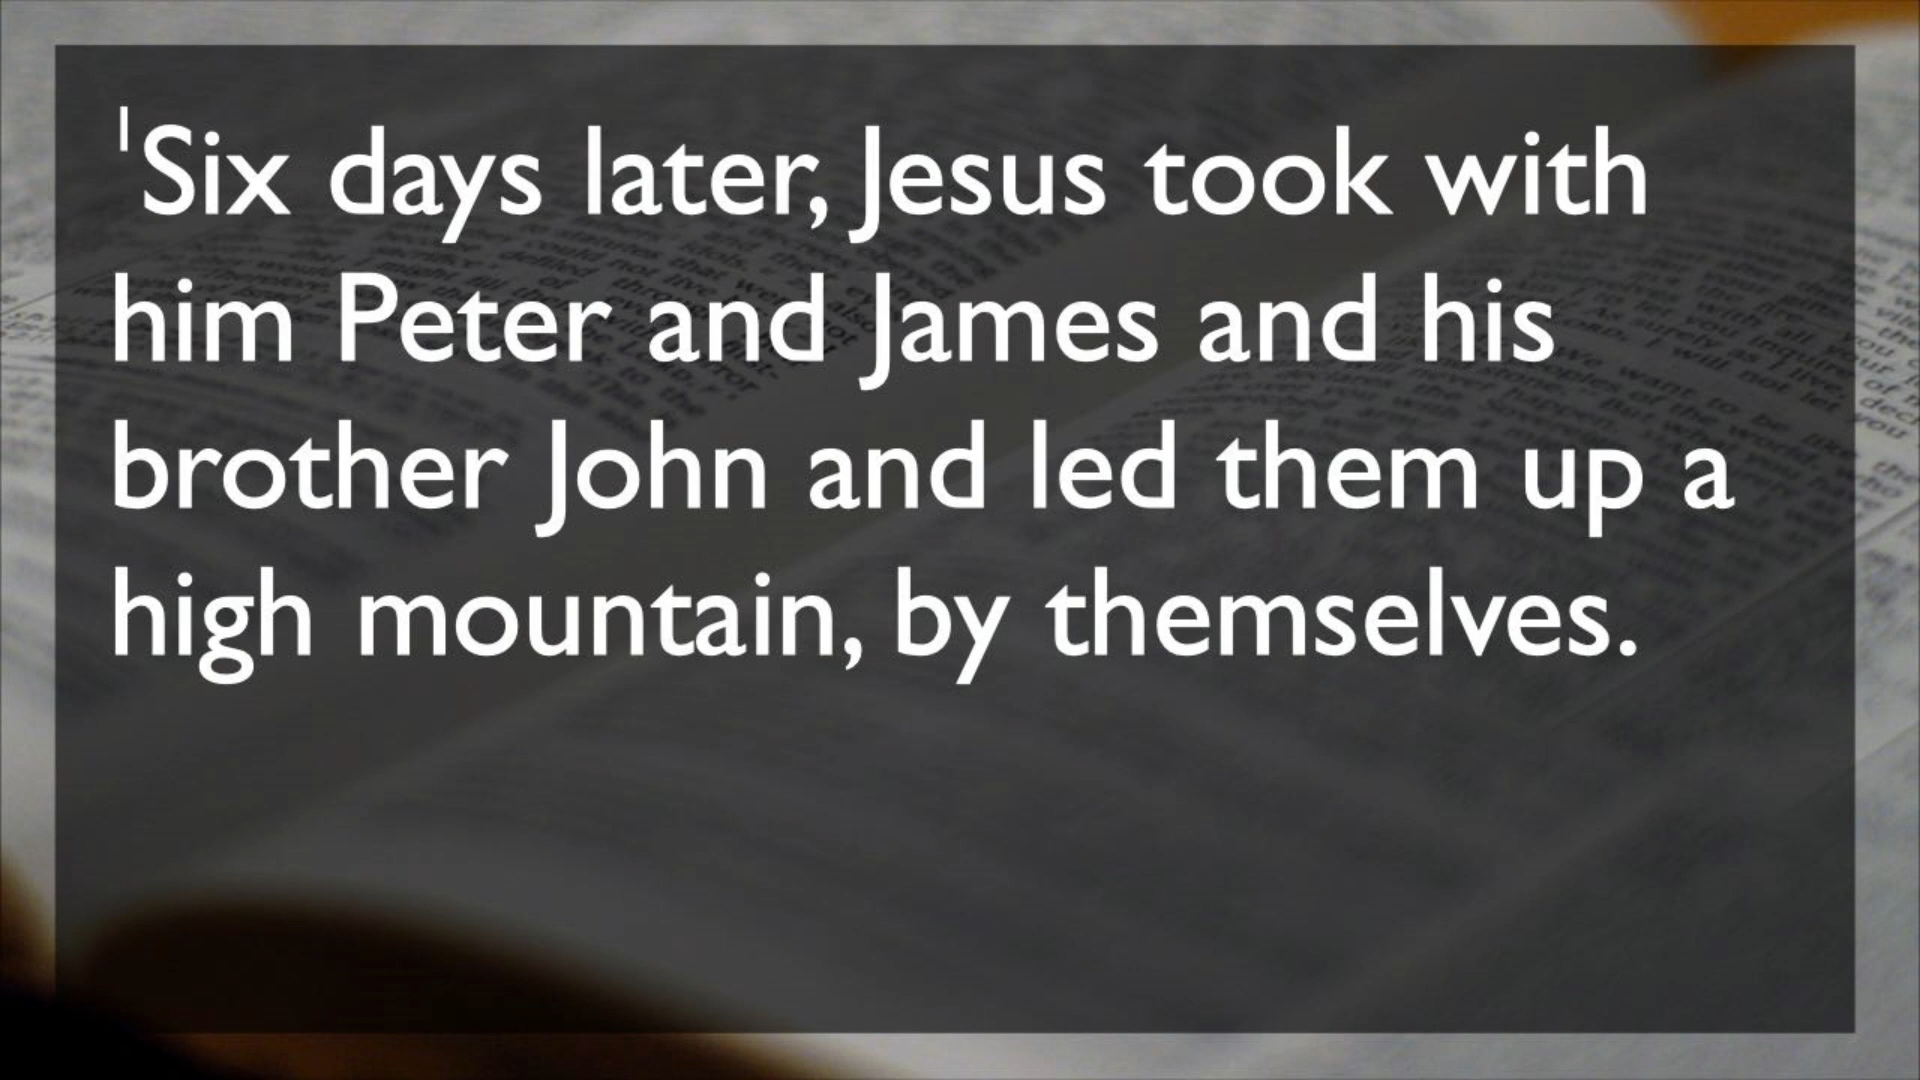 ¹Six days later, Jesus took with
him Peter and James and his
brother John and led them up a
high mountain, by themselves.